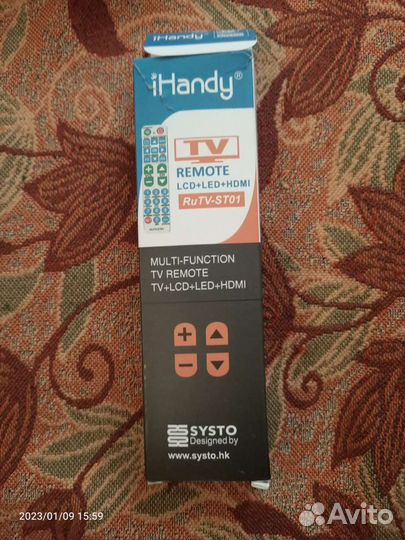 iHandy
iHandy®
TV
REMOTE
LCD+LED+HDMI
RuTV-ST01
MULTI-FUNCTION
TV REMOTE
TV+LCD+LED+HDMI
SYSTO
Designed by
www.systo.hk
2023/01/09 15:59
Avito